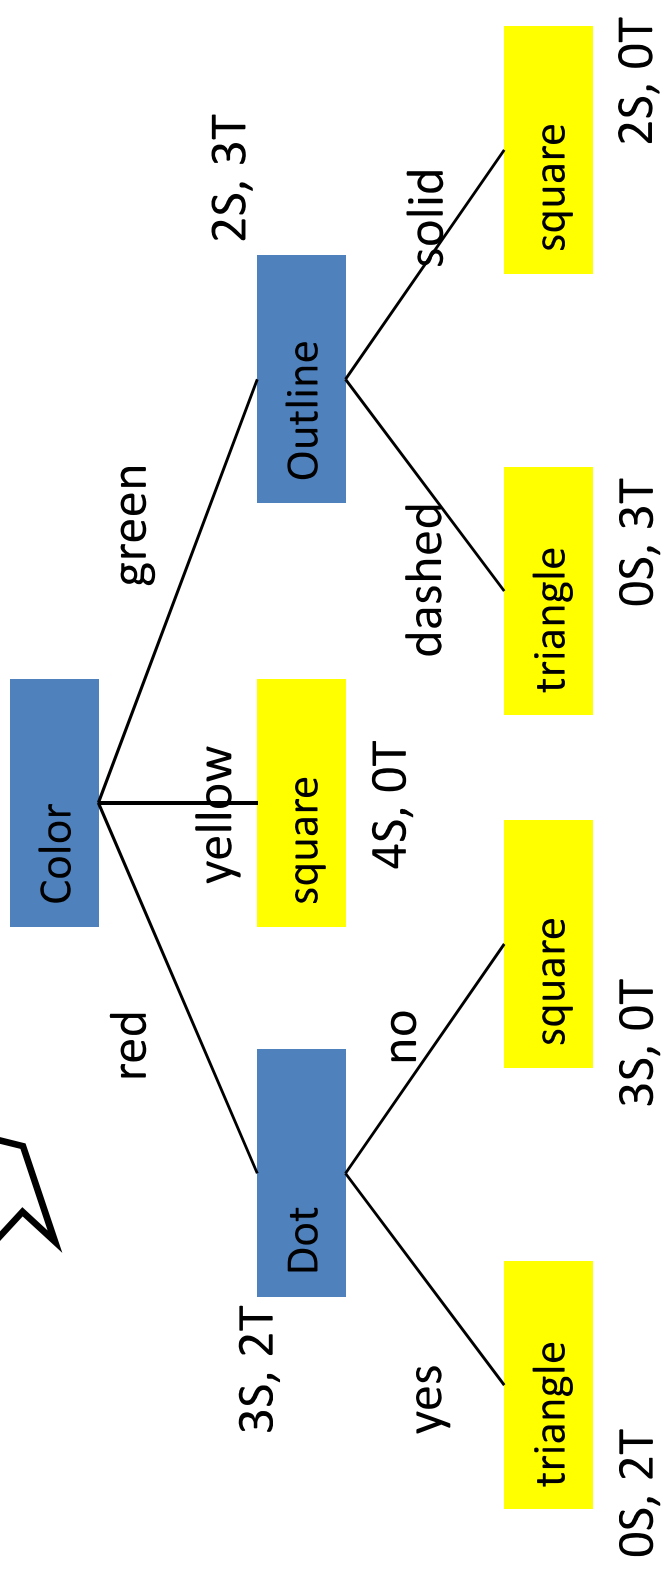 Color
red
yellow
green
3S, 2T
Dot
square
Outline
2S, 3T
4S, 0T
yes
no
dashed
solid
triangle
square
triangle
square
0S, 2T
3S, 0T
0S, 3T
2S, 0T